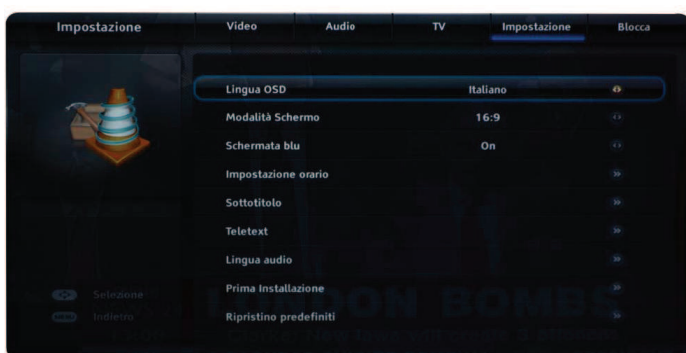 Impostazione Video Audio TV Impostazione Blocca
Lingua OSD Italiano
Modalità Schermo 16:9
Schermata blu On
Impostazione orario
Sottotitolo
Teletext
Lingua audio
Prima Installazione
Ripristino predefiniti
Selezione
MENU Indietro
LONDON BOMBS